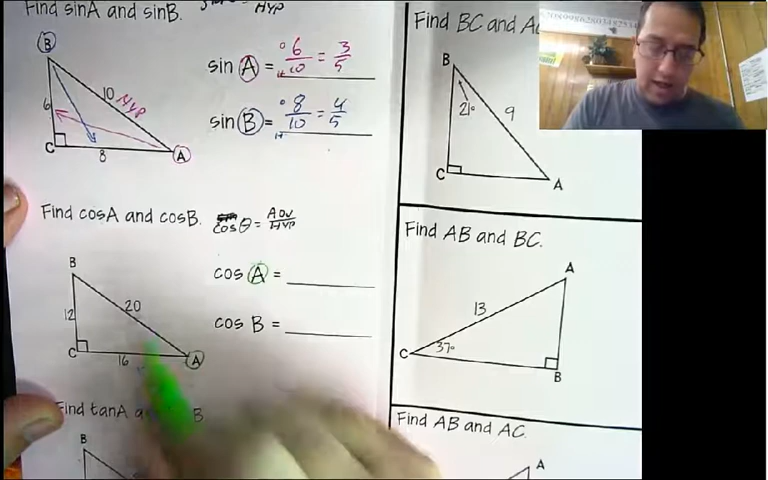 Find sinA and sinB.
HYP
B
6
10 HYP
C
8
A
sin A = O 6 / H 10 = 3/5
sin B = O 8 / H 10 = 4/5
Find cosA and cosB.
cos θ = ADJ/HYP
B
12
20
C
16
A
cos A =
cos B =
Find tanA
B
B
Find BC and
B
21°
9
C
A
Find AB and BC.
A
13
C
37°
B
Find AB and AC.
A